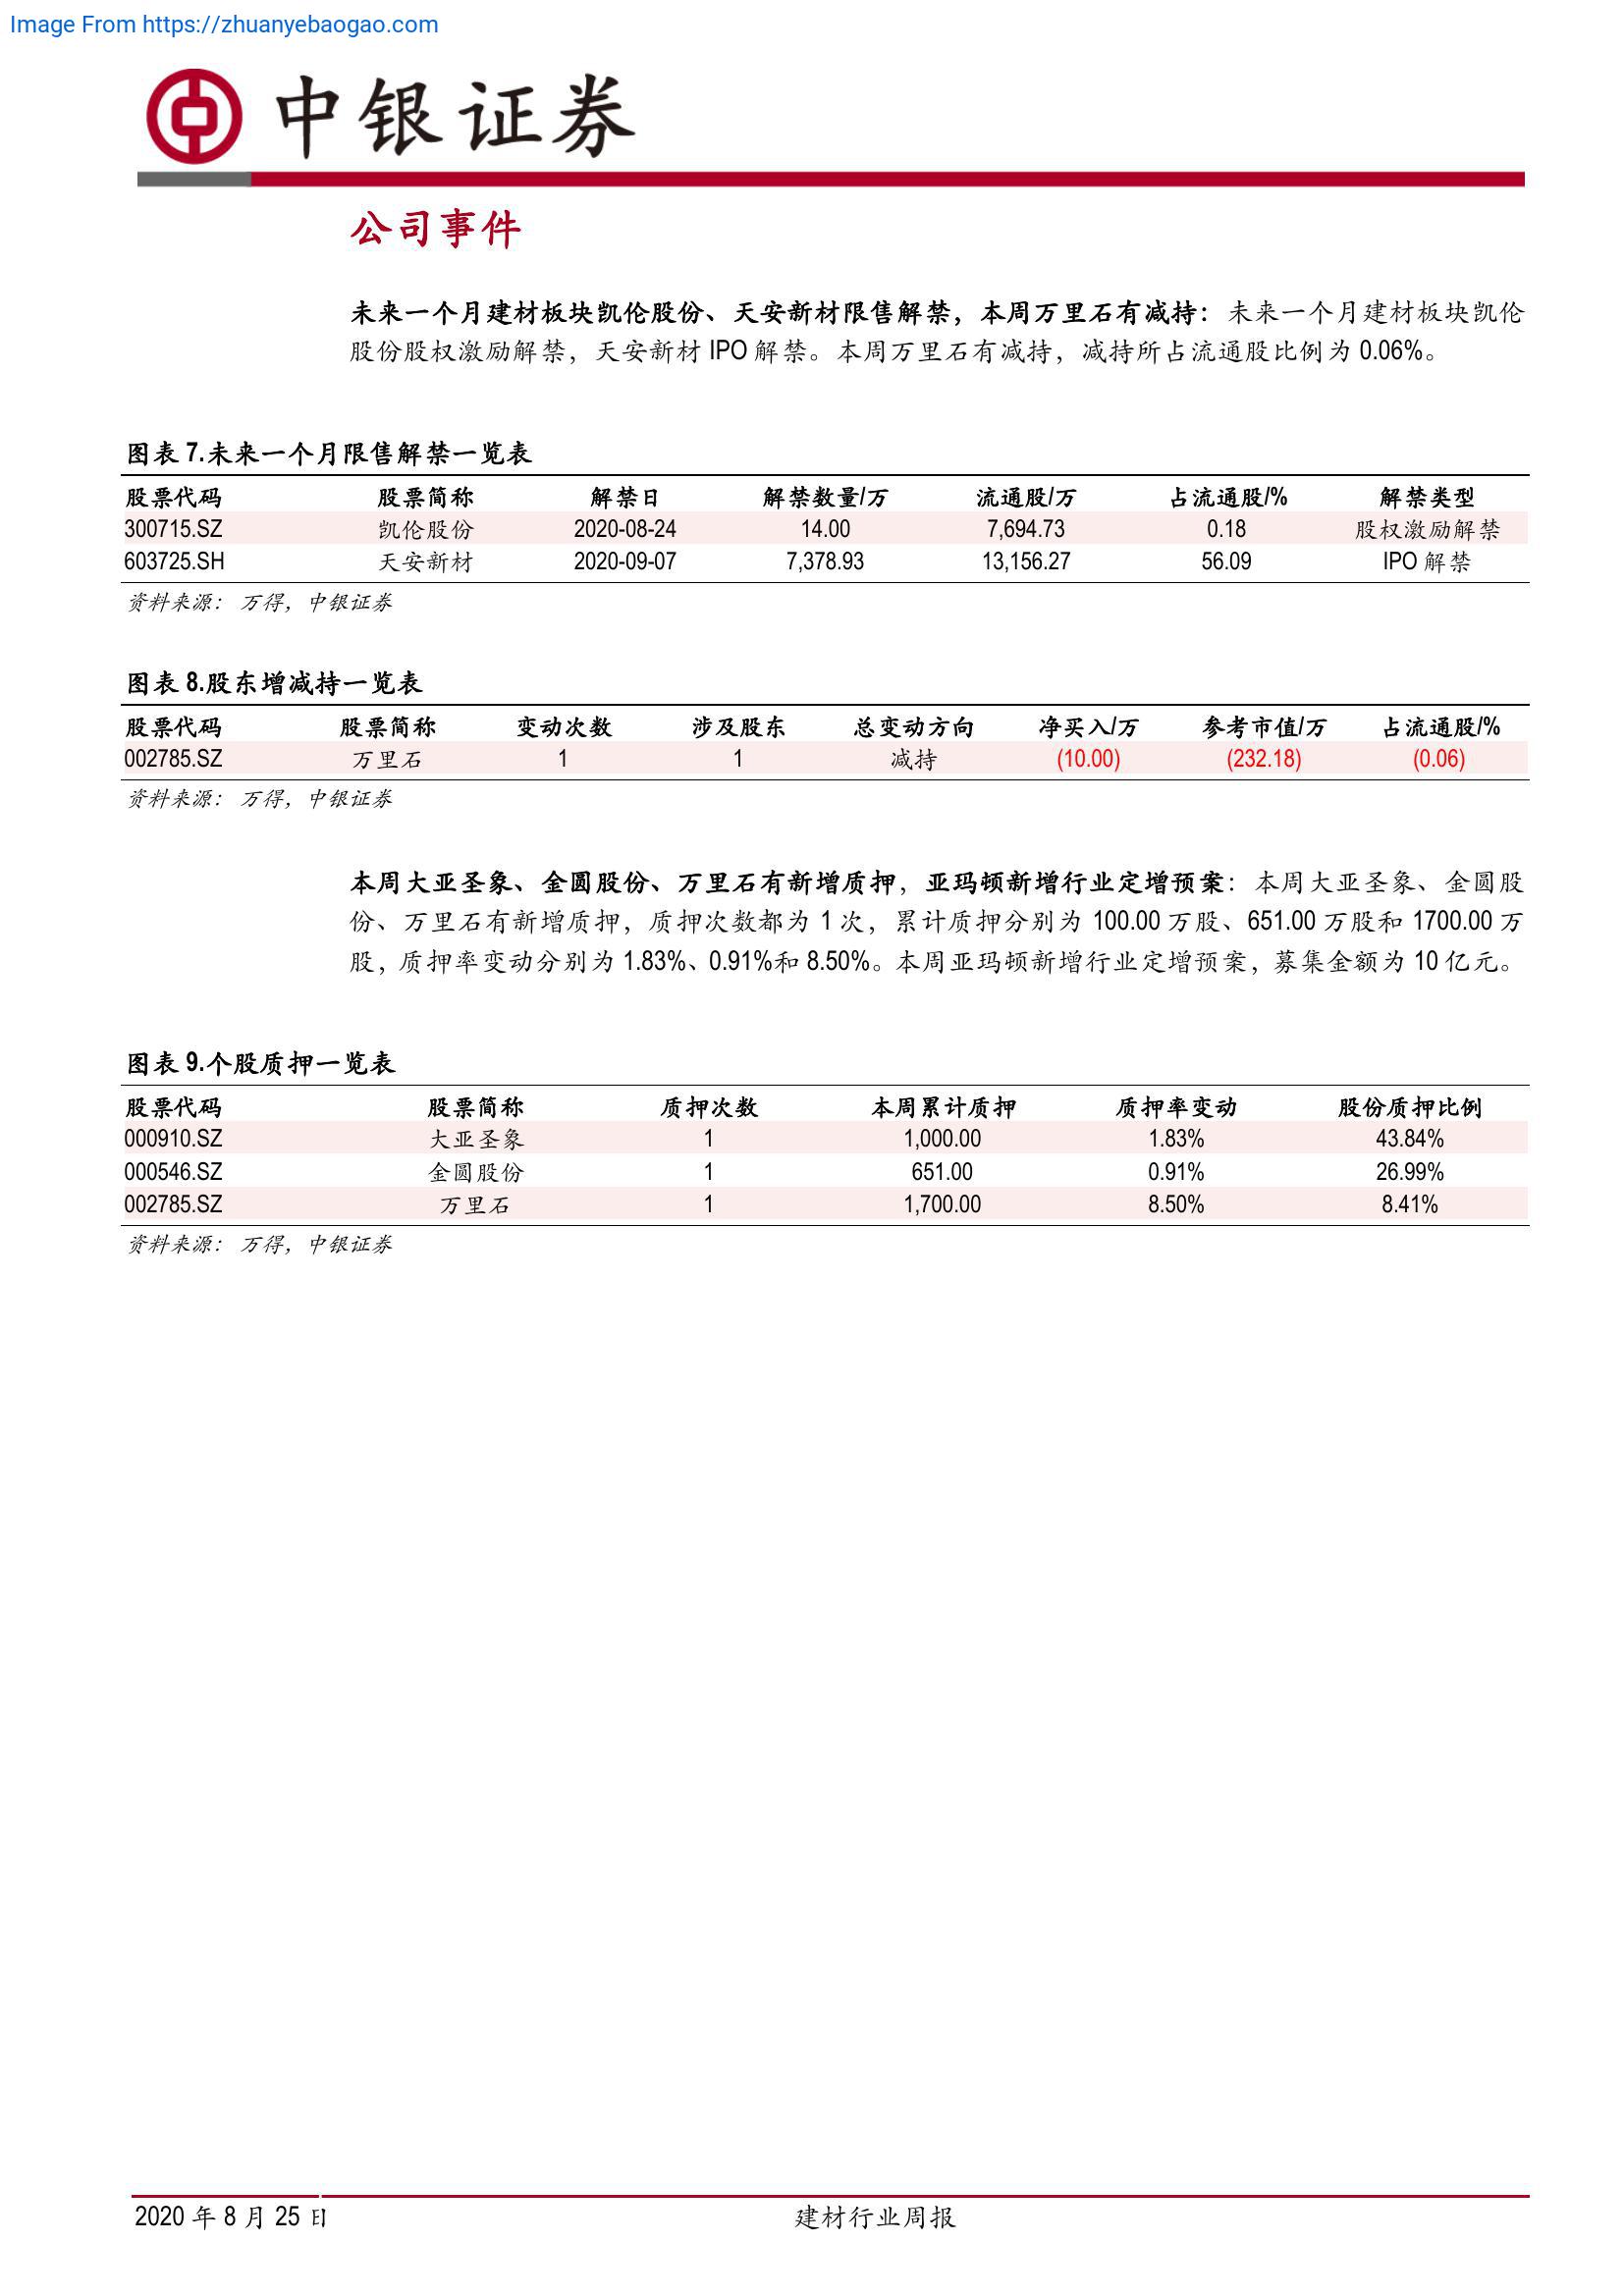 Image From https://zhuanyebaogao.com
中银证券
公司事件
未来一个月建材板块凯伦股份、天安新材限售解禁，本周万里石有减持：未来一个月建材板块凯伦
股份股权激励解禁，天安新材 IPO 解禁。本周万里石有减持，减持所占流通股比例为 0.06%。
图表 7.未来一个月限售解禁一览表
股票代码 股票简称 解禁日 解禁数量/万 流通股/万 占流通股/% 解禁类型
300715.SZ 凯伦股份 2020-08-24 14.00 7,694.73 0.18 股权激励解禁
603725.SH 天安新材 2020-09-07 7,378.93 13,156.27 56.09 IPO 解禁
资料来源：万得，中银证券
图表 8.股东增减持一览表
股票代码 股票简称 变动次数 涉及股东 总变动方向 净买入/万 参考市值/万 占流通股/%
002785.SZ 万里石 1 1 减持 (10.00) (232.18) (0.06)
资料来源：万得，中银证券
本周大亚圣象、金圆股份、万里石有新增质押，亚玛顿新增行业定增预案：本周大亚圣象、金圆股
份、万里石有新增质押，质押次数都为 1 次，累计质押分别为 100.00 万股、651.00 万股和 1700.00 万
股，质押率变动分别为 1.83%、0.91%和 8.50%。本周亚玛顿新增行业定增预案，募集金额为 10 亿元。
图表 9.个股质押一览表
股票代码 股票简称 质押次数 本周累计质押 质押率变动 股份质押比例
000910.SZ 大亚圣象 1 1,000.00 1.83% 43.84%
000546.SZ 金圆股份 1 651.00 0.91% 26.99%
002785.SZ 万里石 1 1,700.00 8.50% 8.41%
资料来源：万得，中银证券
2020 年 8 月 25 日 建材行业周报